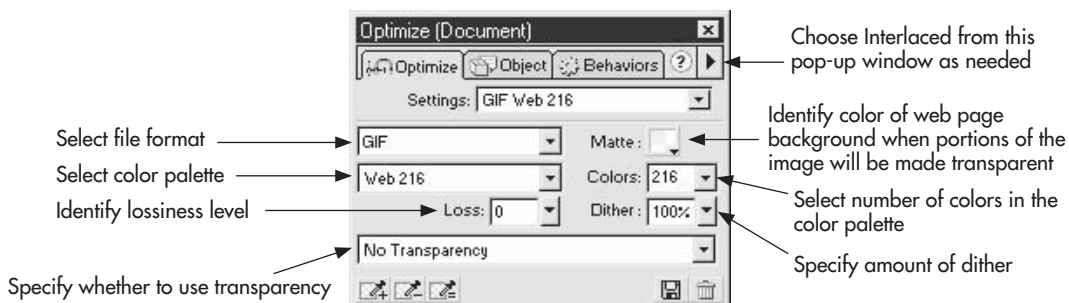 Optimize (Document)
Optimize Object Behaviors ?
Settings: GIF Web 216
GIF Matte:
Web 216 Colors: 216
Loss: 0 Dither: 100%
No Transparency
Select file format
Select color palette
Identify lossiness level
Specify whether to use transparency
Choose Interlaced from this
pop-up window as needed
Identify color of web page
background when portions of the
image will be made transparent
Select number of colors in the
color palette
Specify amount of dither